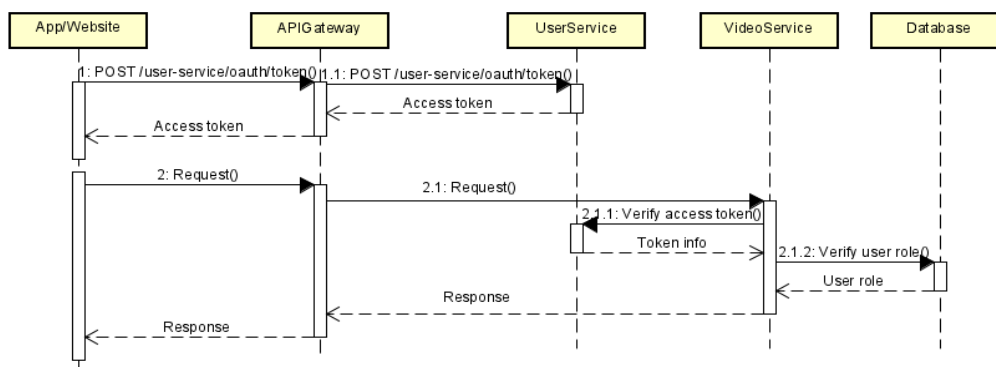 App/Website
APIGateway
UserService
VideoService
Database
1: POST /user-service/oauth/token()
1.1: POST /user-service/oauth/token()
Access token
Access token
2: Request()
2.1: Request()
2.1.1: Verify access token()
Token info
2.1.2: Verify user role()
User role
Response
Response